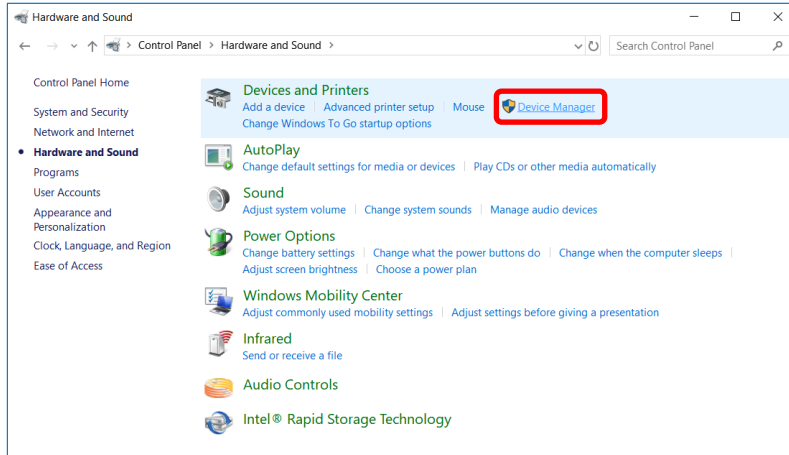 Hardware and Sound
Control Panel > Hardware and Sound >
Search Control Panel
Control Panel Home
System and Security
Network and Internet
Hardware and Sound
Programs
User Accounts
Appearance and
Personalization
Clock, Language, and Region
Ease of Access
Devices and Printers
Add a device | Advanced printer setup | Mouse | Device Manager
Change Windows To Go startup options
AutoPlay
Change default settings for media or devices | Play CDs or other media automatically
Sound
Adjust system volume | Change system sounds | Manage audio devices
Power Options
Change battery settings | Change what the power buttons do | Change when the computer sleeps |
Adjust screen brightness | Choose a power plan
Windows Mobility Center
Adjust commonly used mobility settings | Adjust settings before giving a presentation
Infrared
Send or receive a file
Audio Controls
Intel® Rapid Storage Technology